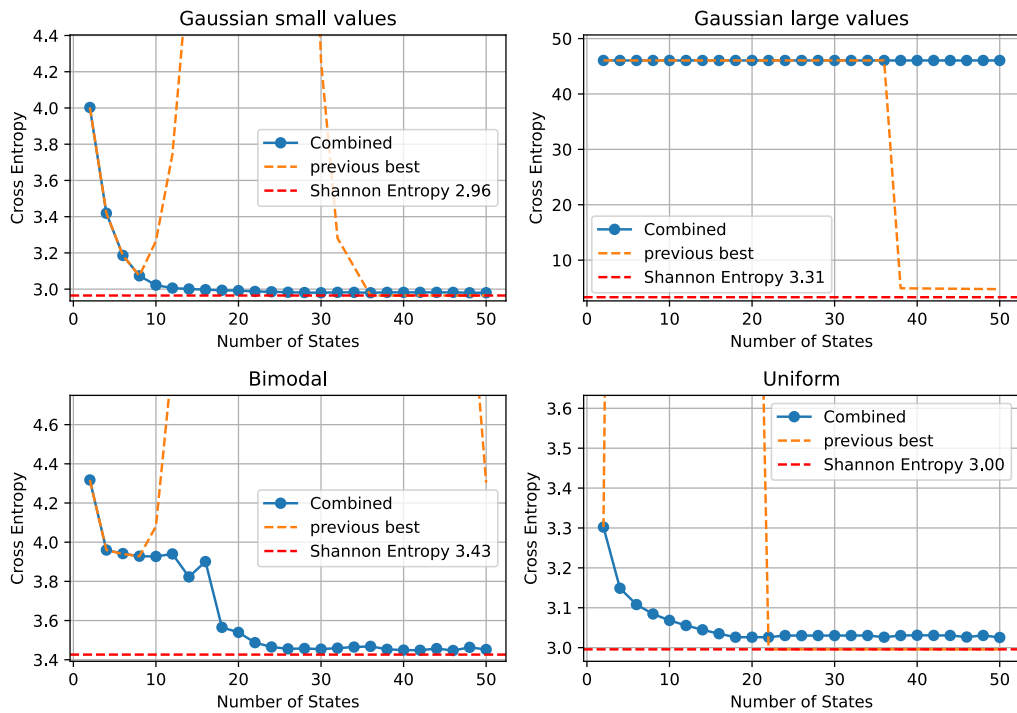 Gaussian small values
4.4
4.2
4.0
3.8
3.6
3.4
3.2
3.0
Cross Entropy
Combined
previous best
Shannon Entropy 2.96
0 10 20 30 40 50
Number of States
Gaussian large values
50
40
30
20
10
Cross Entropy
Combined
previous best
Shannon Entropy 3.31
0 10 20 30 40 50
Number of States
Bimodal
4.6
4.4
4.2
4.0
3.8
3.6
3.4
Cross Entropy
Combined
previous best
Shannon Entropy 3.43
0 10 20 30 40 50
Number of States
Uniform
3.6
3.5
3.4
3.3
3.2
3.1
3.0
Cross Entropy
Combined
previous best
Shannon Entropy 3.00
0 10 20 30 40 50
Number of States